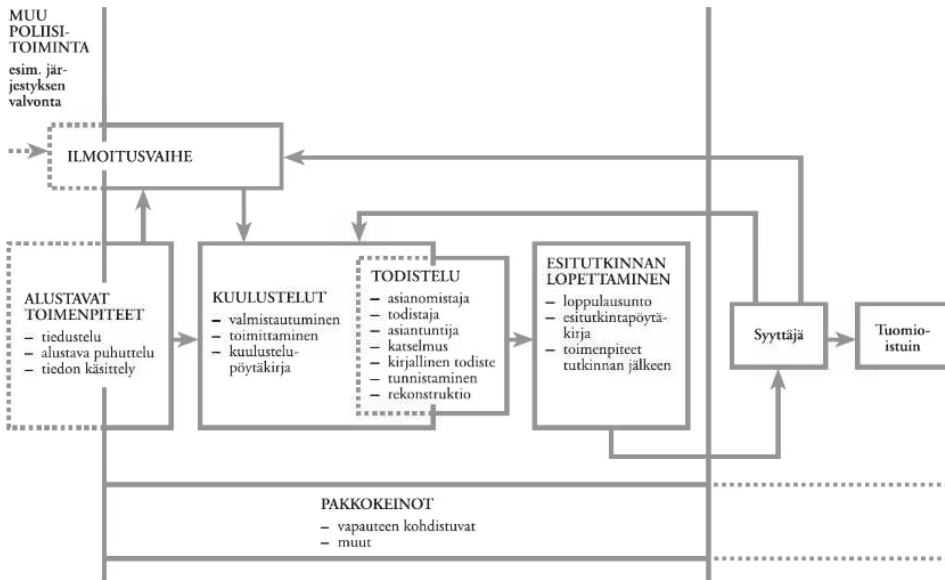 MUU
POLIISI-
TOIMINTA
esim. jär-
jestyksen
valvonta
ILMOITUSVAIHE
ALUSTAVAT
TOIMENPITEET
– tiedustelu
– alustava puhuttelu
– tiedon käsittely
KUULUSTELUT
– valmistautuminen
– toimittaminen
– kuulustelu-
pöytäkirja
TODISTELU
– asianomistaja
– todistaja
– asiantuntija
– katselmus
– kirjallinen todiste
– tunnistaminen
– rekonstruktio
ESITUTKINNAN
LOPETTAMINEN
– loppulausunto
– esitutkintapöytä-
kirja
– toimenpiteet
tutkinnan jälkeen
Syyttäjä
Tuomio-
istuin
PAKKOKEINOT
– vapauteen kohdistuvat
– muut